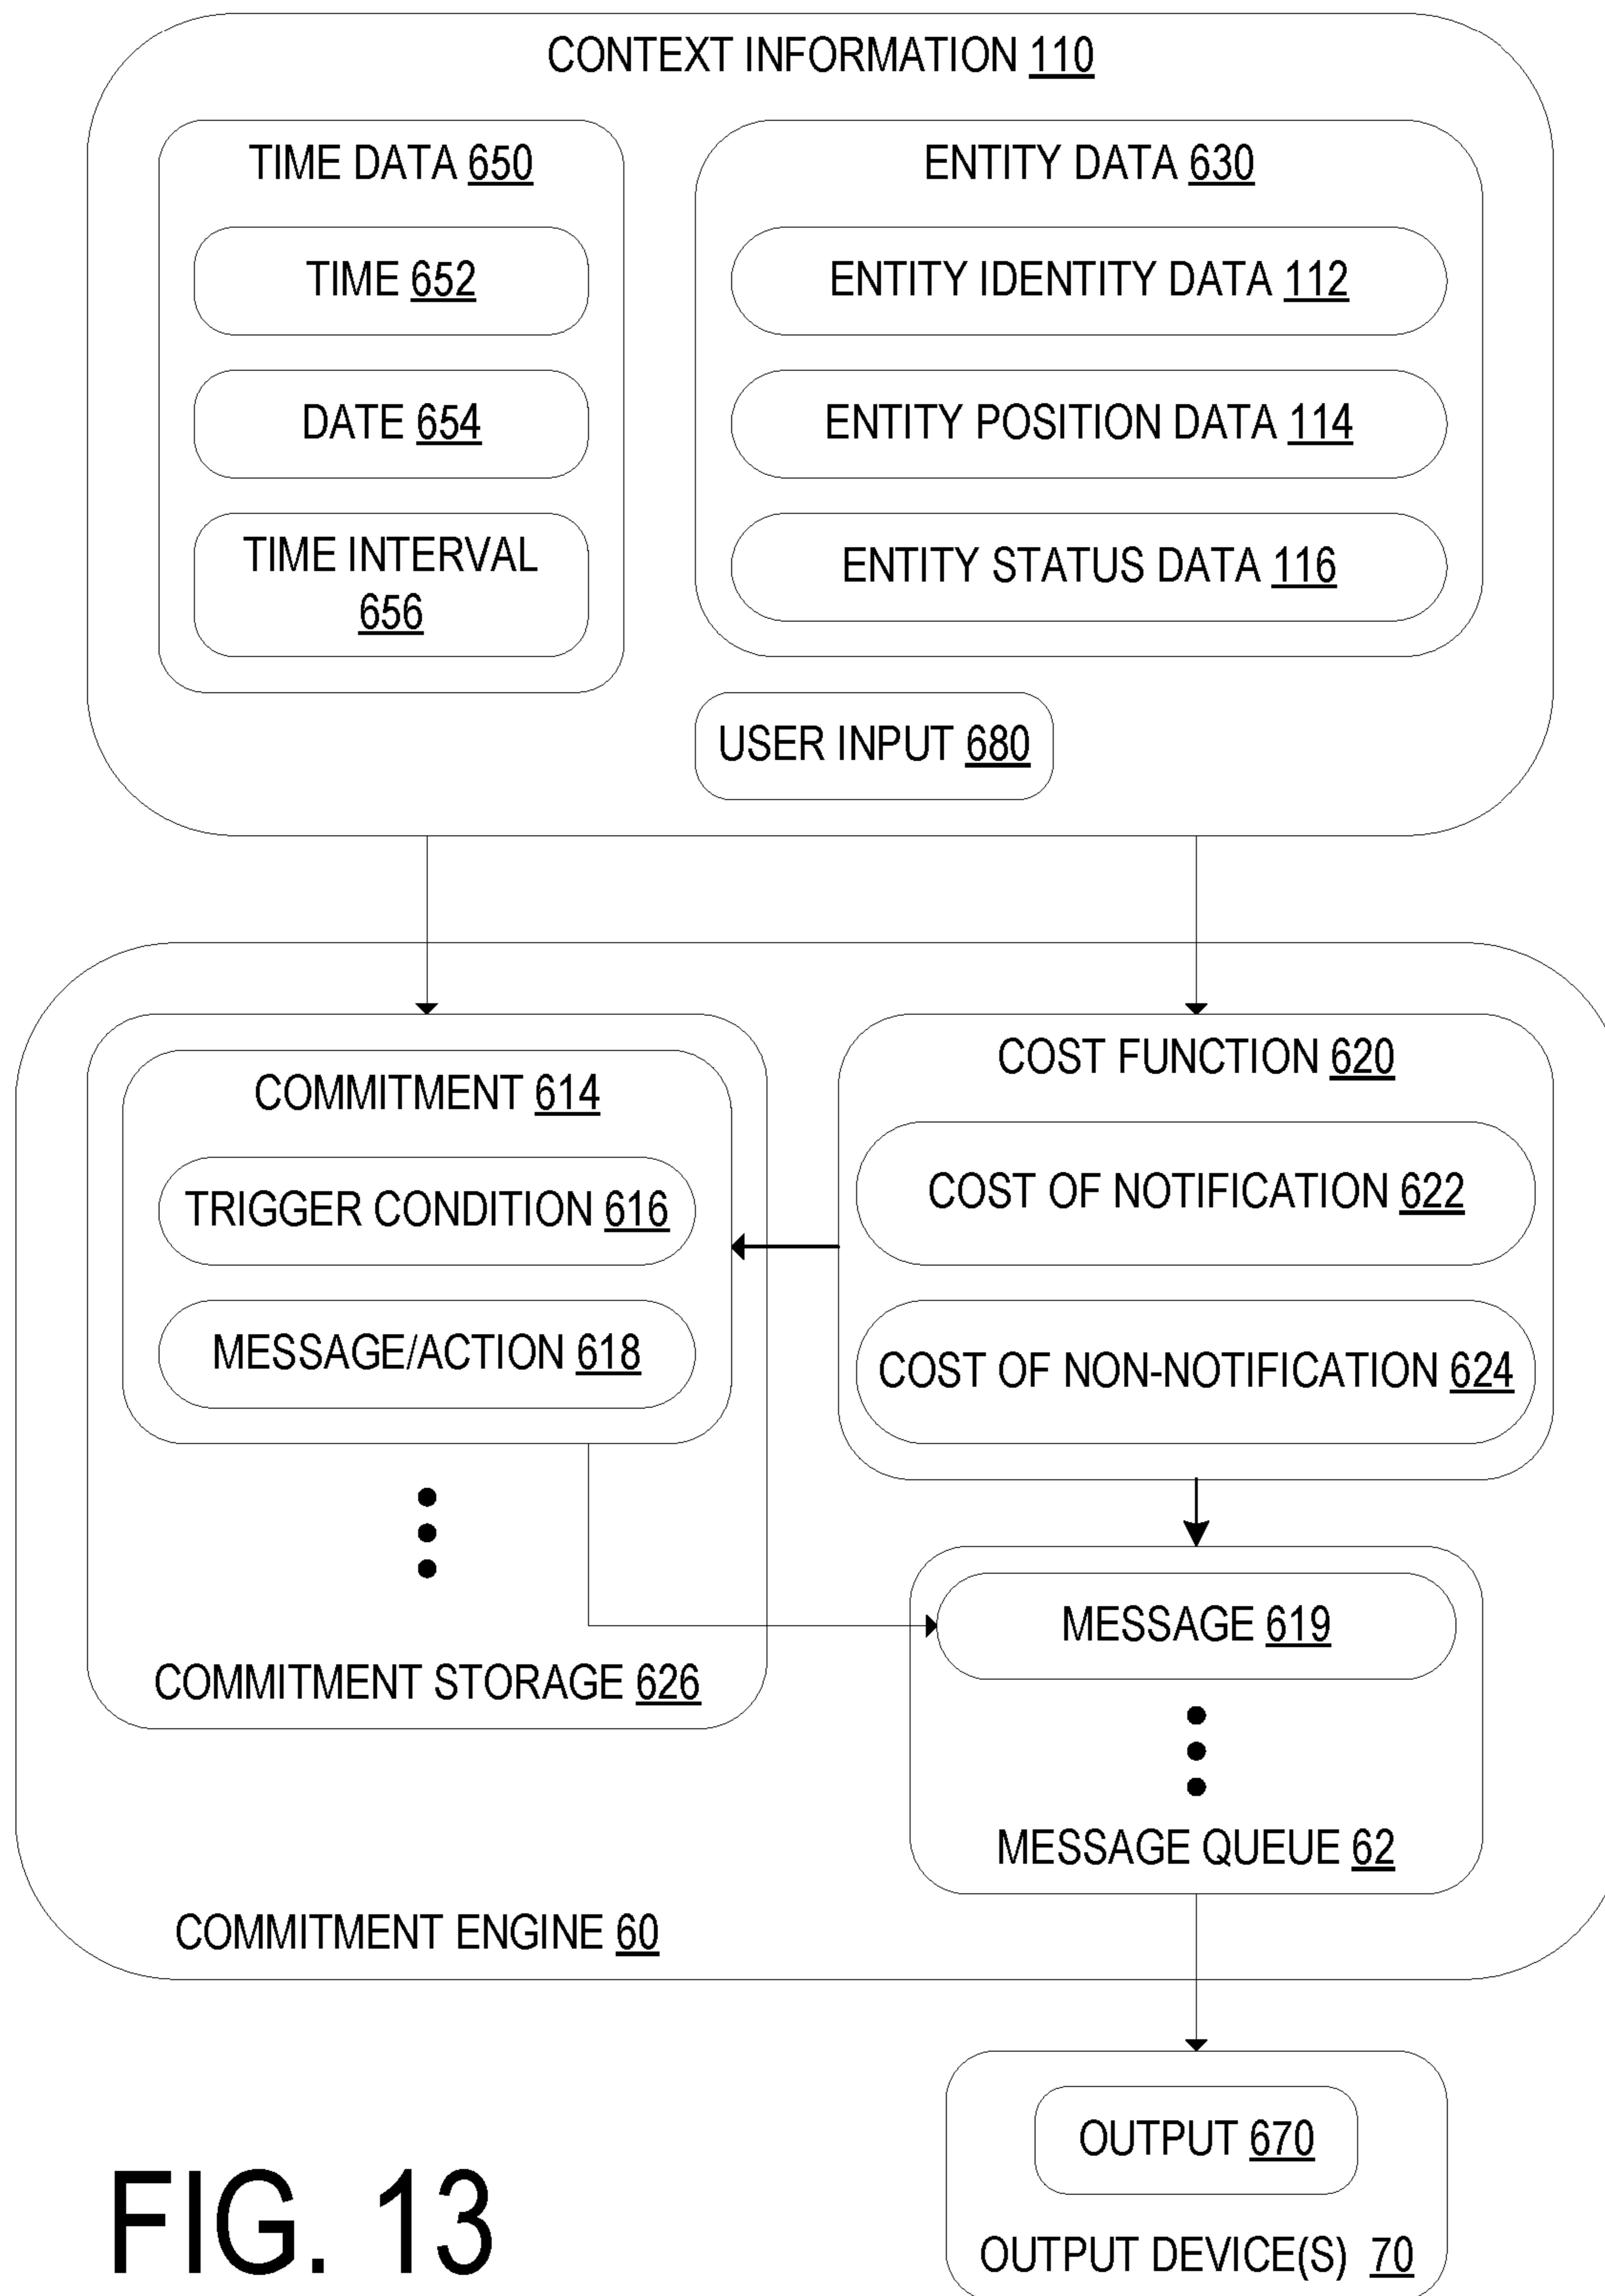 CONTEXT INFORMATION 110
TIME DATA 650
TIME 652
DATE 654
TIME INTERVAL
656
ENTITY DATA 630
ENTITY IDENTITY DATA 112
ENTITY POSITION DATA 114
ENTITY STATUS DATA 116
USER INPUT 680
COMMITMENT 614
TRIGGER CONDITION 616
MESSAGE/ACTION 618
COMMITMENT STORAGE 626
COST FUNCTION 620
COST OF NOTIFICATION 622
COST OF NON-NOTIFICATION 624
MESSAGE 619
MESSAGE QUEUE 62
COMMITMENT ENGINE 60
OUTPUT 670
OUTPUT DEVICE(S) 70
FIG. 13